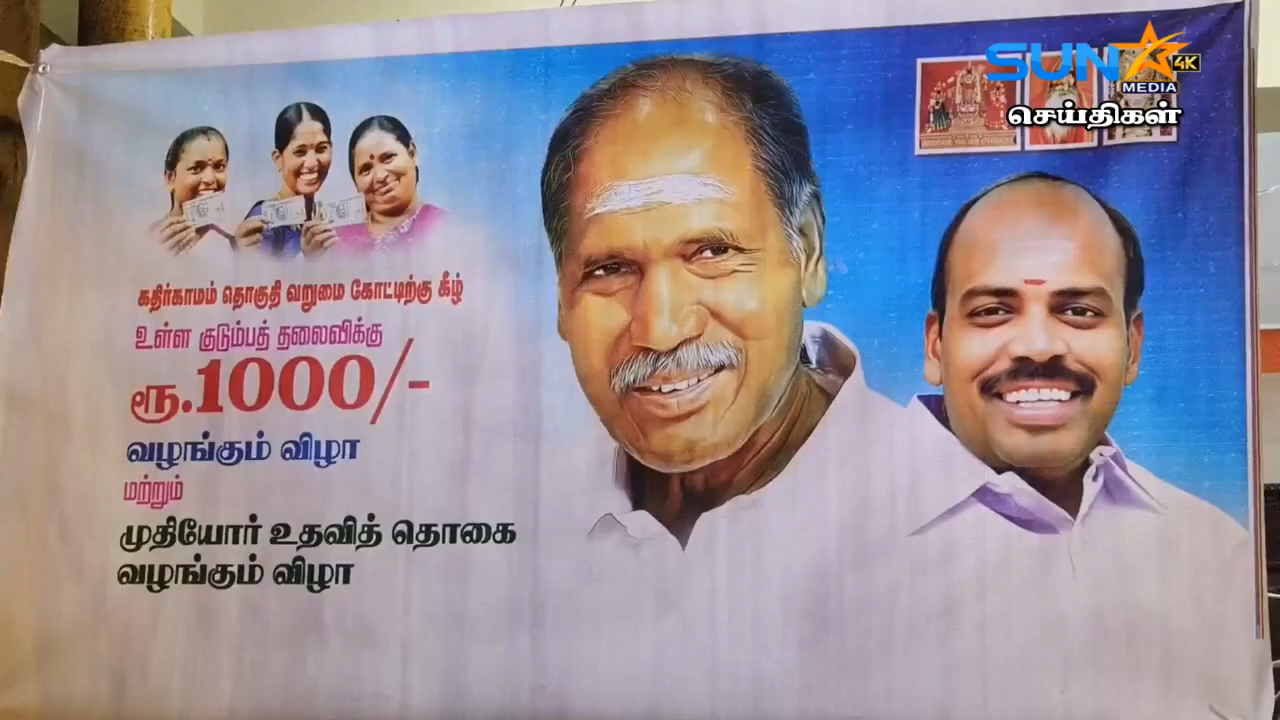 SUN MEDIA 4K
செய்திகள்
கதிர்காமம் தொகுதி வறுமை கோட்டிற்கு கீழ்
உள்ள குடும்பத் தலைவிக்கு
ரூ.1000/-
வழங்கும் விழா
மற்றும்
முதியோர் உதவித் தொகை
வழங்கும் விழா